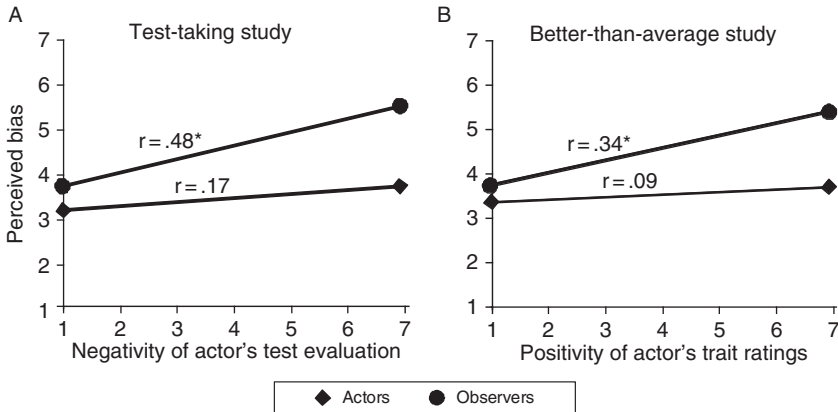 A
Test-taking study
Perceived bias
7
6
5
4
3
2
1
r = .48*
r = .17
1 2 3 4 5 6 7
Negativity of actor's test evaluation
B
Better-than-average study
7
6
5
4
3
2
1
r = .34*
r = .09
1 2 3 4 5 6 7
Positivity of actor's trait ratings
Actors Observers